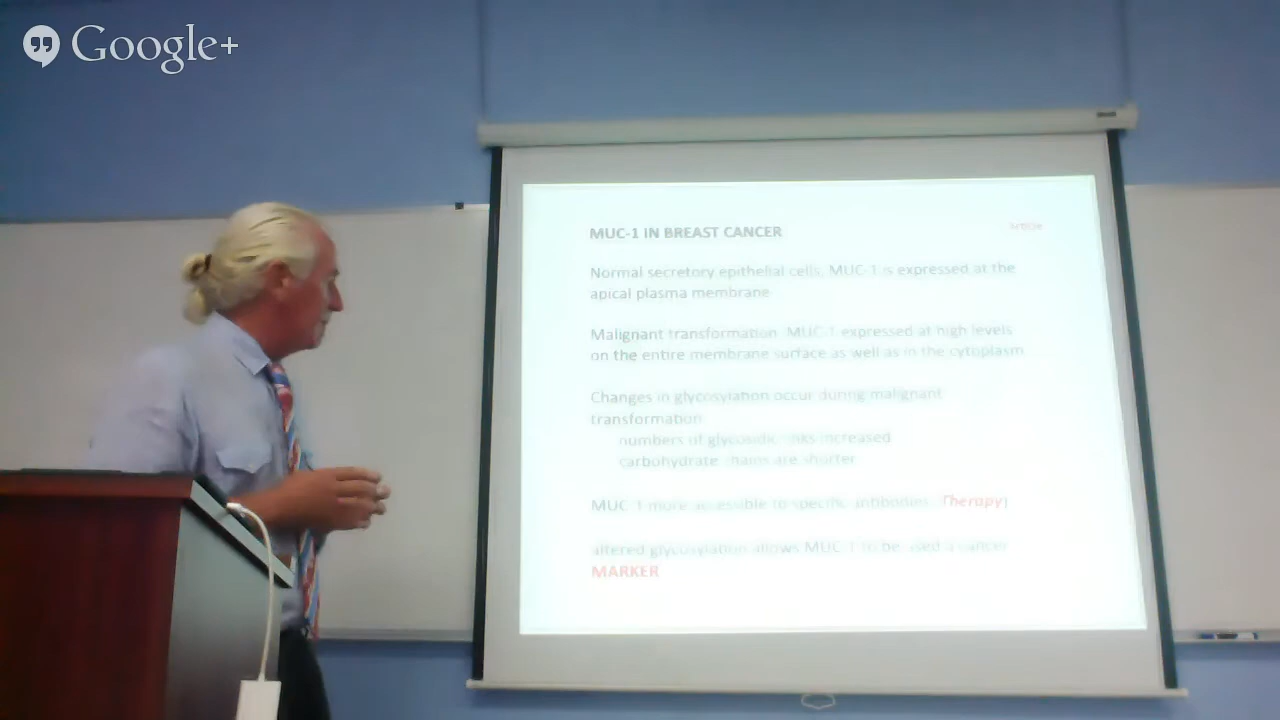 Google+
MUC-1 IN BREAST CANCER
Normal secretory epithelial cells, MUC-1 is expressed at the
apical plasma membrane
Malignant transformation, MUC-1 expressed at high levels
on the entire membrane surface as well as in the cytoplasm
Changes in glycosylation occur during malignant
transformation
numbers of glycosidic links increased
carbohydrate chains are shorter
MUC-1 more accessible to specific antibodies Therapy
altered glycosylation allows MUC-1 to be used a cancer
MARKER